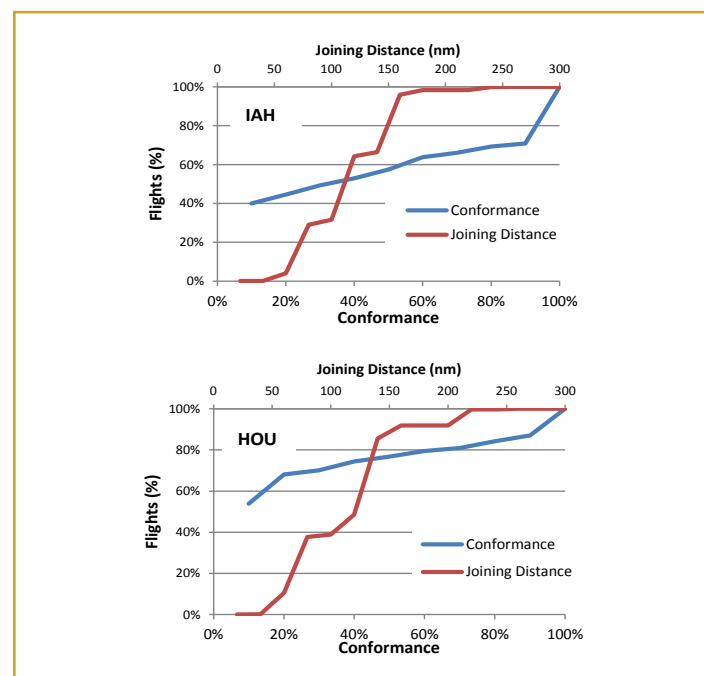 Joining Distance (nm)
0 50 100 150 200 250 300
100%
80%
60%
40%
20%
0%
Flights (%)
IAH
Conformance
Joining Distance
0% 20% 40% 60% 80% 100%
Conformance
Joining Distance (nm)
0 50 100 150 200 250 300
100%
80%
60%
40%
20%
0%
Flights (%)
HOU
Conformance
Joining Distance
0% 20% 40% 60% 80% 100%
Conformance